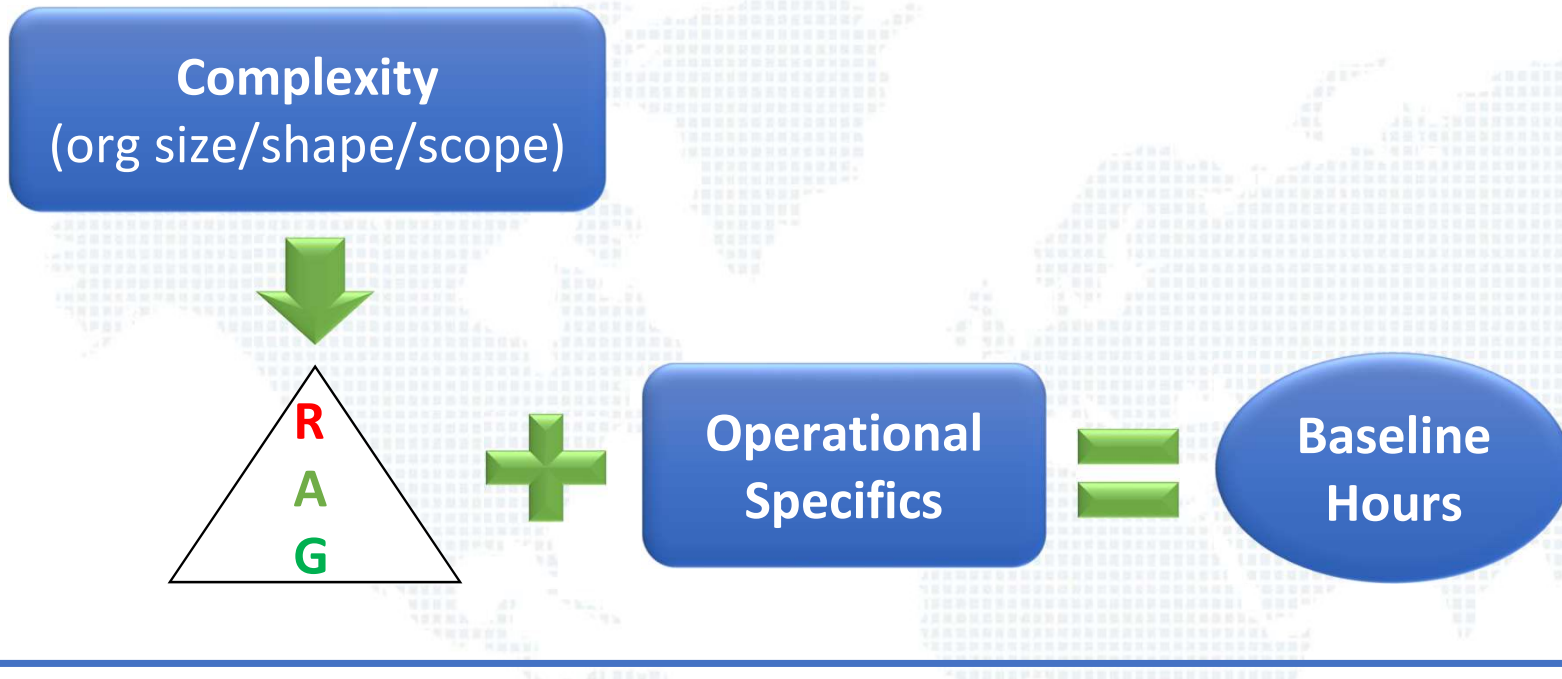 Complexity
(org size/shape/scope)
R
A
G
Operational
Specifics
Baseline
Hours